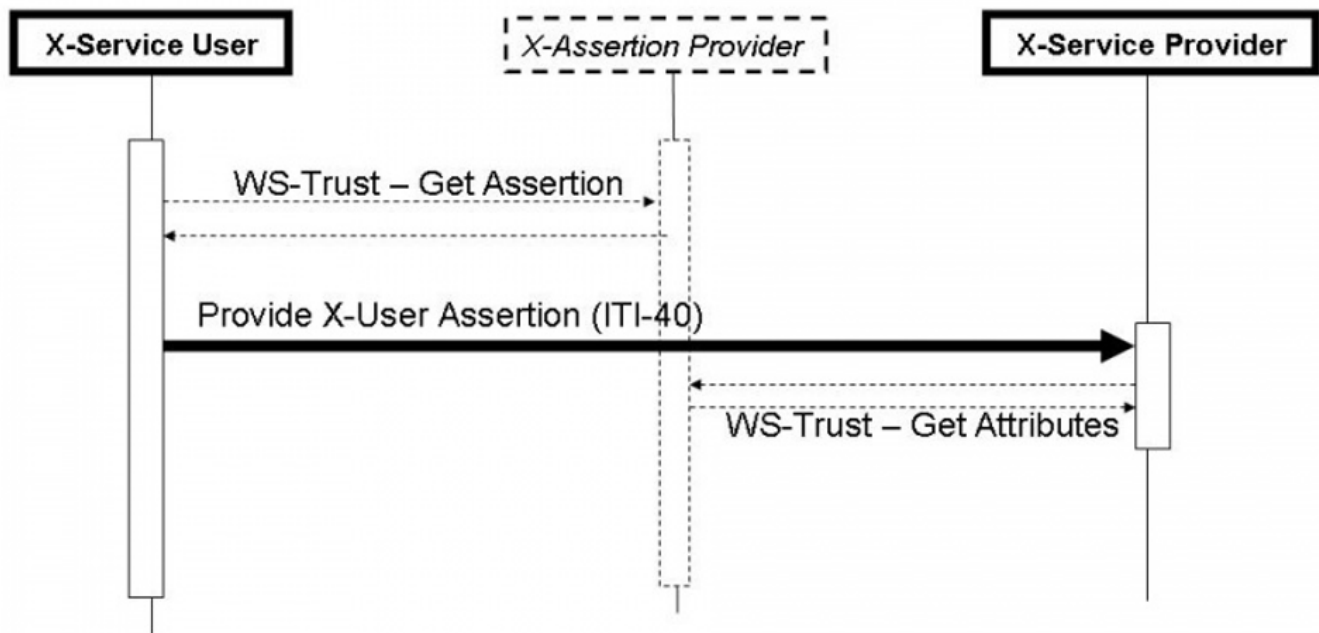 X-Service User
X-Assertion Provider
X-Service Provider
WS-Trust – Get Assertion
Provide X-User Assertion (ITI-40)
WS-Trust – Get Attributes